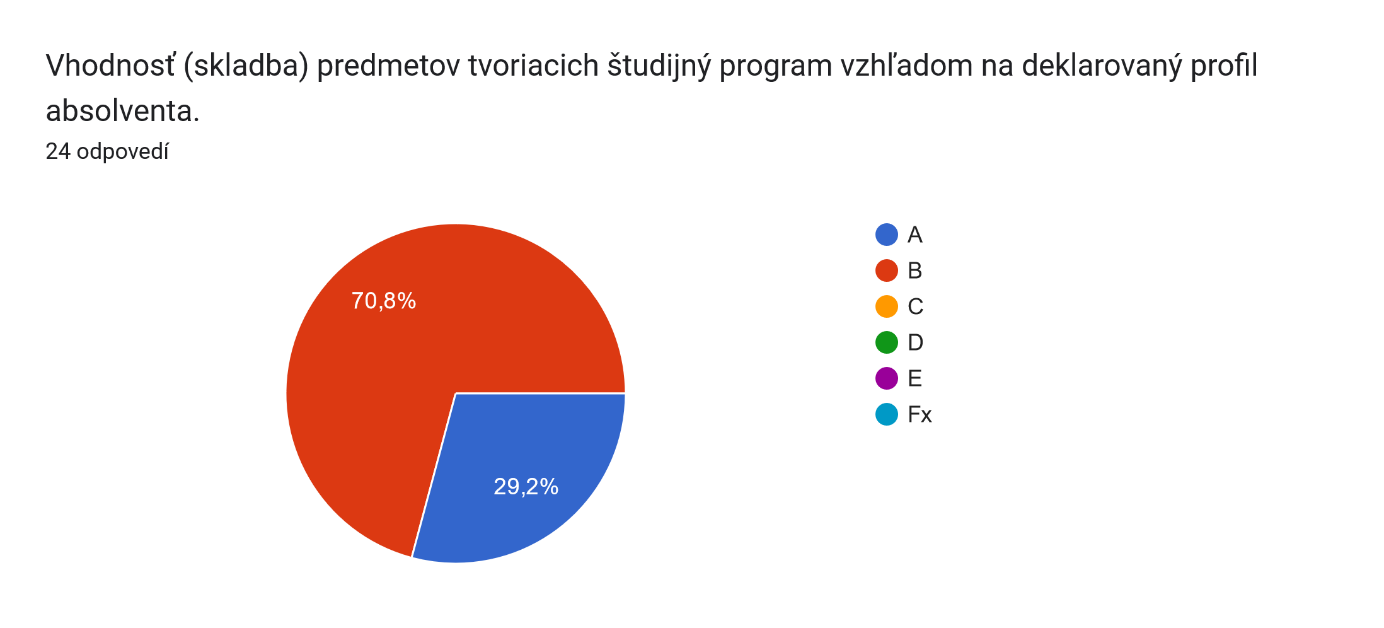 Vhodnosť (skladba) predmetov tvoriacich študijný program vzhľadom na deklarovaný profil
absolventa.
24 odpovedí
70,8%
29,2%
A
B
C
D
E
Fx